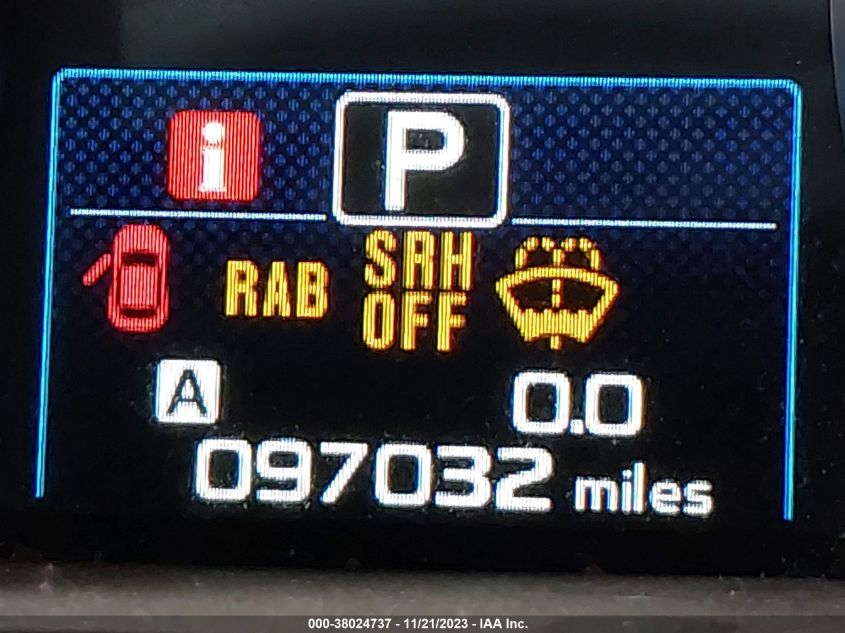 i P
RAB SRH OFF
A 0.0
097032 miles
000-38024737 - 11/21/2023 - IAA Inc.